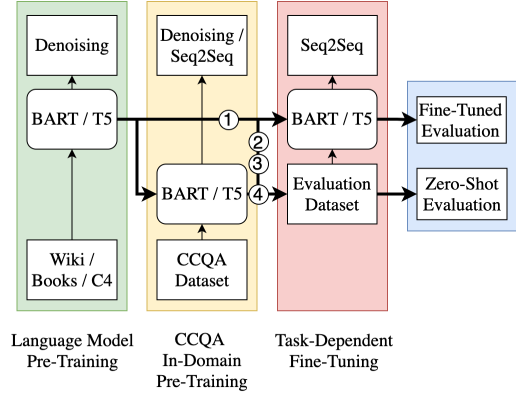 Denoising
Denoising /
Seq2Seq
Seq2Seq
BART / T5
1
BART / T5
Fine-Tuned
Evaluation
2
3
BART / T5
4
Evaluation
Dataset
Zero-Shot
Evaluation
Wiki /
Books / C4
CCQA
Dataset
Language Model
Pre-Training
CCQA
In-Domain
Pre-Training
Task-Dependent
Fine-Tuning